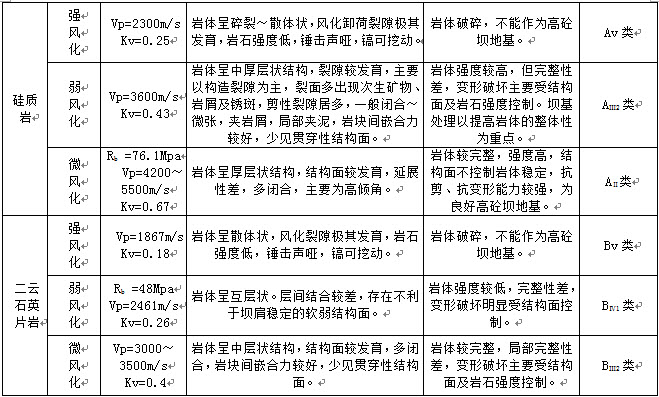 硅质岩
强风化
Vp=2300m/s
Kv=0.25
岩体呈碎裂～散体状，风化卸荷裂隙极其
发育，岩石强度低，锤击声哑，镐可挖动。
岩体破碎，不能作为高砼
坝地基。
Av 类
弱风化
Vp=3600m/s
Kv=0.43
岩体呈中厚层状结构，裂隙较发育，主要
以构造裂隙为主，裂面多出现次生矿物、
岩屑及锈斑，剪性裂隙居多，一般闭合～
微张，夹岩屑，局部夹泥，岩块间嵌合力
较好，少见贯穿性结构面。
岩体强度较高，但完整性
差，变形破坏主要受结构
面及岩石强度控制。坝基
处理以提高岩体的整体性
为重点。
AⅢ2 类
微风化
Rb =76.1Mpa
Vp=4200～
5500m/s
Kv=0.67
岩体呈厚层状结构，结构面较发育，延展
性差，多闭合，主要为高倾角。
岩体较完整，强度高，结
构面不控制岩体稳定，抗
剪、抗变形能力较强，为
良好高砼坝地基。
AⅡ类
二云石英片岩
强风化
Vp=1867m/s
Kv=0.18
岩体呈散体状，风化裂隙极其发育，岩石
强度低，锤击声哑，镐可挖动。
岩体破碎，不能作为高砼
坝地基。
Bv 类
弱风化
Rb =48Mpa
Vp=2461m/s
Kv=0.26
岩体呈互层状。层间结合较差，存在不利
于坝肩稳定的软弱结构面。
岩体强度较低，完整性差，
变形破坏明显受结构面控
制。
BⅣ1 类
微风化
Vp=3000～
3500m/s
Kv=0.4
岩体呈中层状结构，结构面较发育，多闭
合，岩块间嵌合力较好，少见贯穿性结构
面。
岩体较完整，局部完整性
差，变形破坏主要受结构
面及岩石强度控制。
BⅢ2 类